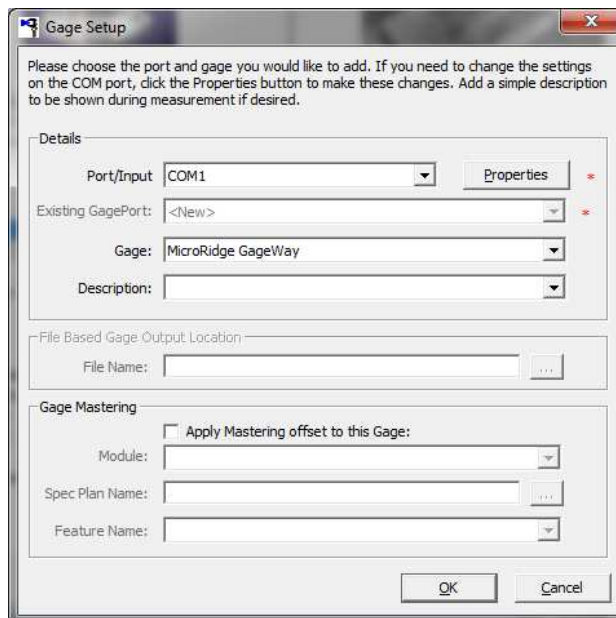 Gage Setup
Please choose the port and gage you would like to add. If you need to change the settings
on the COM port, click the Properties button to make these changes. Add a simple description
to be shown during measurement if desired.
Details
Port/Input COM1 Properties *
Existing GagePort: <New> *
Gage: MicroRidge GageWay
Description:
File Based Gage Output Location
File Name: ...
Gage Mastering
Apply Mastering offset to this Gage:
Module:
Spec Plan Name: ...
Feature Name:
OK Cancel